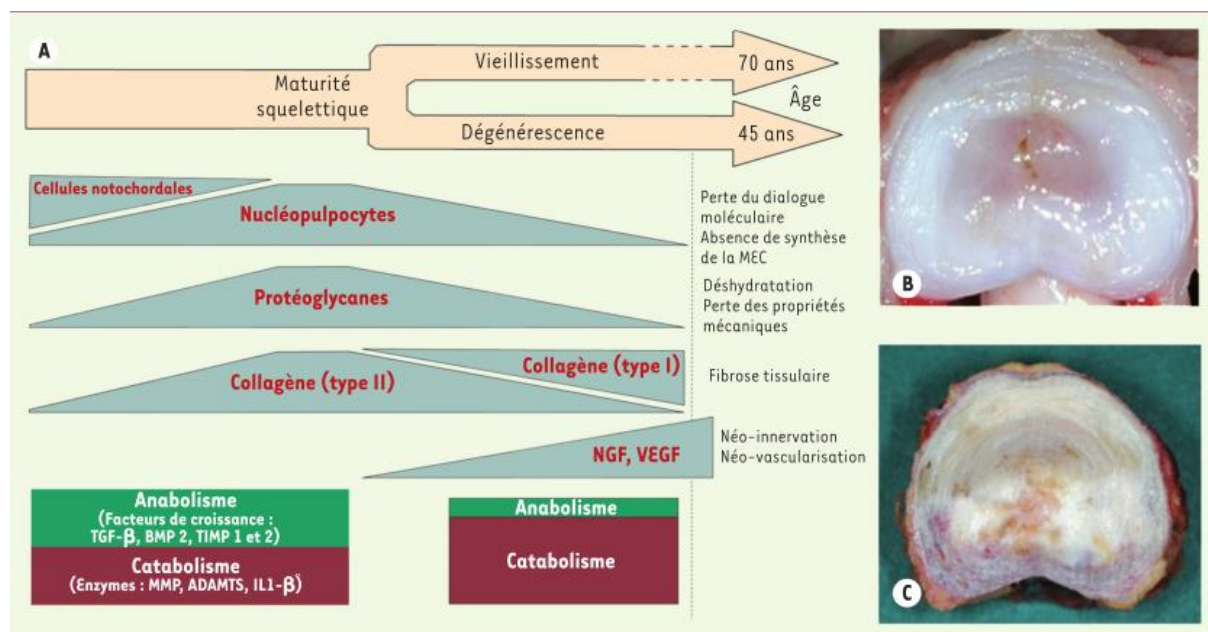 A
Vieillissement
70 ans
Maturité
squelettique
Âge
Dégénérescence
45 ans
Cellules notochordales
Nucléopulpocytes
Perte du dialogue
moléculaire
Absence de synthèse
de la MEC
Protéoglycanes
Déshydratation
Perte des propriétés
mécaniques
Collagène (type I)
Collagène (type II)
Fibrose tissulaire
NGF, VEGF
Néo-innervation
Néo-vascularisation
Anabolisme
(Facteurs de croissance :
TGF-β, BMP 2, TIMP 1 et 2)
Catabolisme
(Enzymes : MMP, ADAMTS, IL1-β)
Anabolisme
Catabolisme
B
C